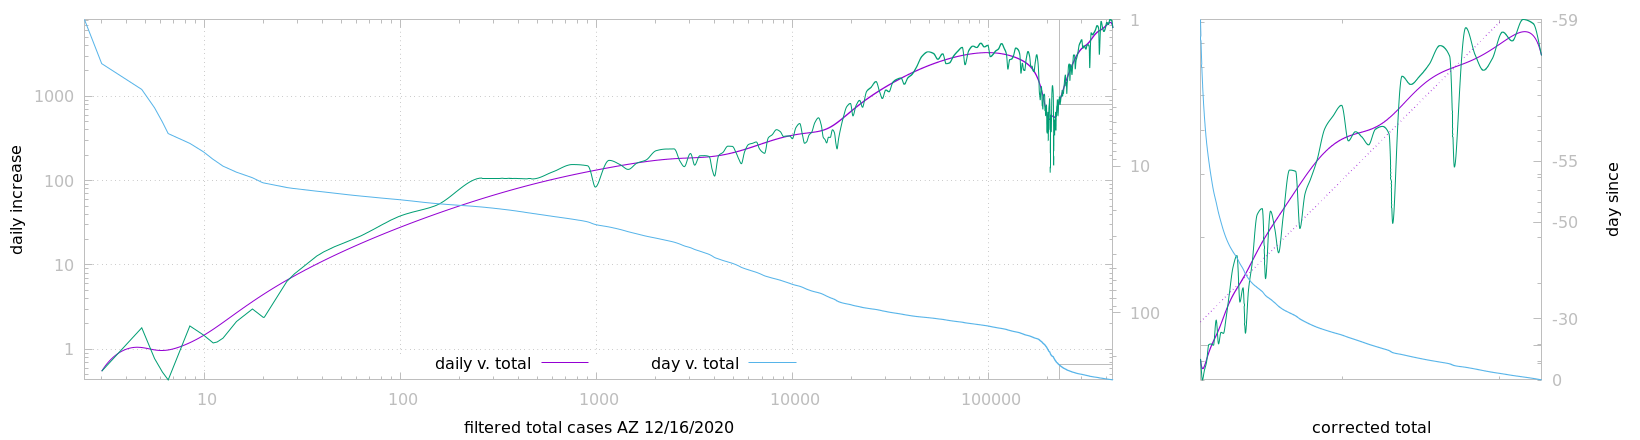 daily increase
1000
100
10
1
daily v. total
day v. total
10
100
1000
10000
100000
filtered total cases AZ 12/16/2020
1
10
100
-59
-55
-50
-30
0
day since
corrected total